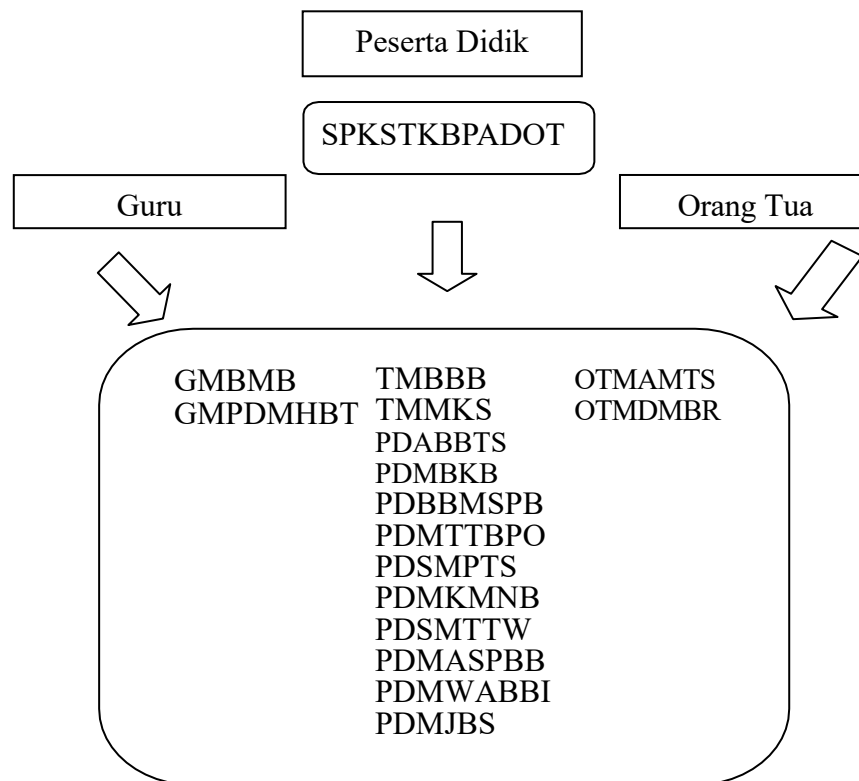 Peserta Didik
SPKSTKBPADOT
Guru
Orang Tua
GMBMB
GMPDMHBT
TMBBB
TMMKS
PDABBTS
PDMBKB
PDBBMSPB
PDMTTBPO
PDSMPTS
PDMKMNB
PDSMTTW
PDMASPBB
PDMWABBI
PDMJBS
OTMAMTS
OTMDMBR